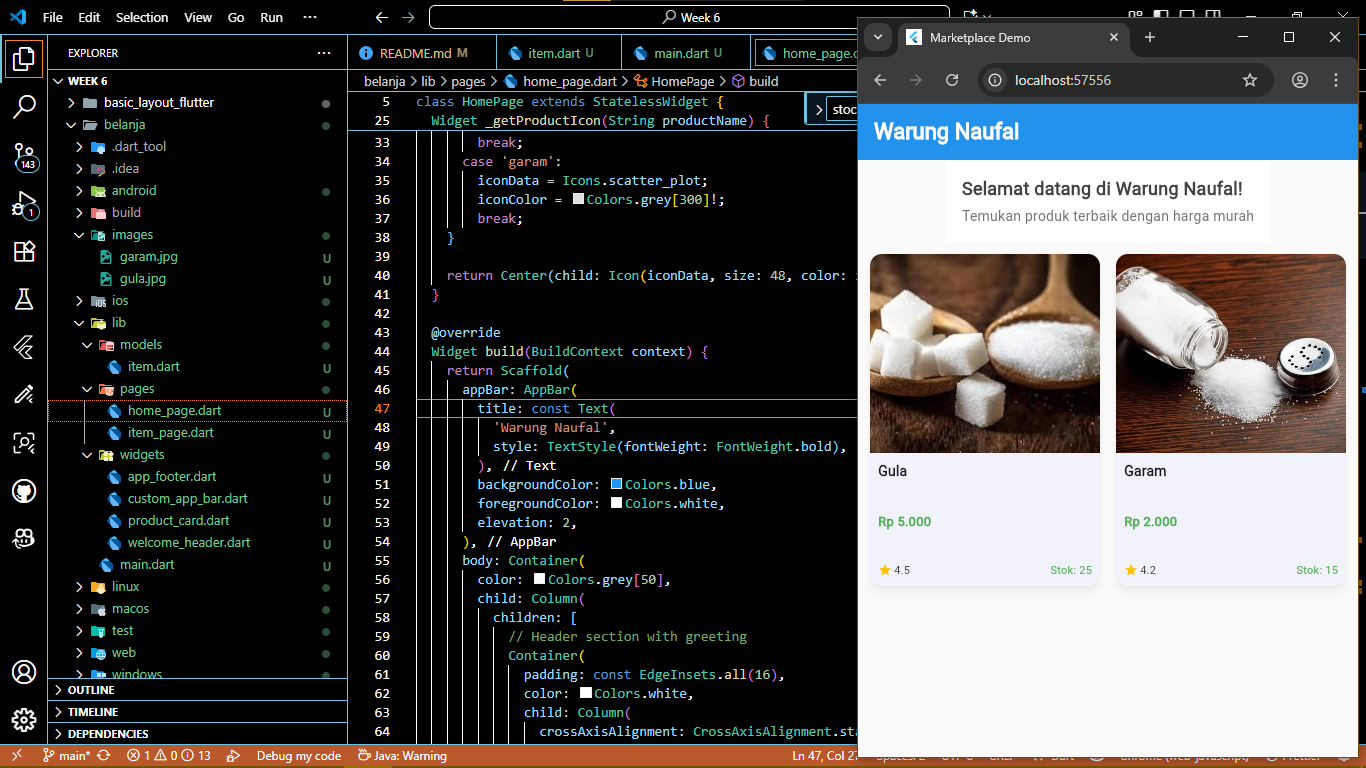 File Edit Selection View Go Run ···
Week 6
EXPLORER ···
WEEK 6
basic_layout_flutter
belanja
.dart_tool
.idea
android
build
images
garam.jpg U
gula.jpg U
ios
lib
models
item.dart U
pages
home_page.dart U
item_page.dart U
widgets
app_footer.dart U
custom_app_bar.dart U
product_card.dart U
welcome_header.dart U
main.dart U
linux
macos
test
web
windows
OUTLINE
TIMELINE
DEPENDENCIES
143
1
README.md M
item.dart U
main.dart U
home_page.
belanja > lib > pages > home_page.dart > HomePage > build
stoc
5 class HomePage extends StatelessWidget {
25 Widget _getProductIcon(String productName) {
33 break;
34 case 'garam':
35 iconData = Icons.scatter_plot;
36 iconColor = Colors.grey[300]!;
37 break;
38 }
39
40 return Center(child: Icon(iconData, size: 48, color:
41 }
42
43 @override
44 Widget build(BuildContext context) {
45 return Scaffold(
46 appBar: AppBar(
47 title: const Text(
48 'Warung Naufal',
49 style: TextStyle(fontWeight: FontWeight.bold),
50 ), // Text
51 backgroundColor: Colors.blue,
52 foregroundColor: Colors.white,
53 elevation: 2,
54 ), // AppBar
55 body: Container(
56 color: Colors.grey[50],
57 child: Column(
58 children: [
59 // Header section with greeting
60 Container(
61 padding: const EdgeInsets.all(16),
62 color: Colors.white,
63 child: Column(
64 crossAxisAlignment: CrossAxisAlignment.sta
main* 1 0 13 Debug my code Java: Warning Ln 47, Col 2
Marketplace Demo
localhost:57556
Warung Naufal
Selamat datang di Warung Naufal!
Temukan produk terbaik dengan harga murah
Gula
Rp 5.000
4.5 Stok: 25
Garam
Rp 2.000
4.2 Stok: 15